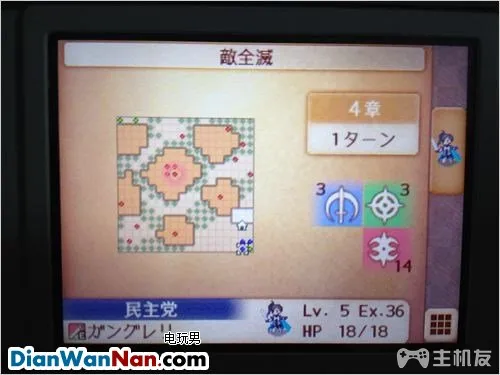 敵全滅
4章
1ターン
3
3
14
民主党
Lv. 5 Ex.36
ガングレリ
HP 18/18
电玩男
DianWanNan.com
主机友